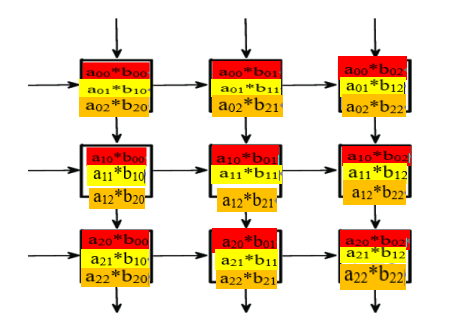 a₀₀*b₀₀ a₀₀*b₀₁ a₀₀*b₀₂
a₀₁*b₁₀ a₀₁*b₁₁ a₀₁*b₁₂
a₀₂*b₂₀ a₀₂*b₂₁ a₀₂*b₂₂
a₁₀*b₀₀ a₁₀*b₀₁ a₁₀*b₀₂
a₁₁*b₁₀ a₁₁*b₁₁ a₁₁*b₁₂
a₁₂*b₂₀ a₁₂*b₂₁ a₁₂*b₂₂
a₂₀*b₀₀ a₂₀*b₀₁ a₂₀*b₀₂
a₂₁*b₁₀ a₂₁*b₁₁ a₂₁*b₁₂
a₂₂*b₂₀ a₂₂*b₂₁ a₂₂*b₂₂